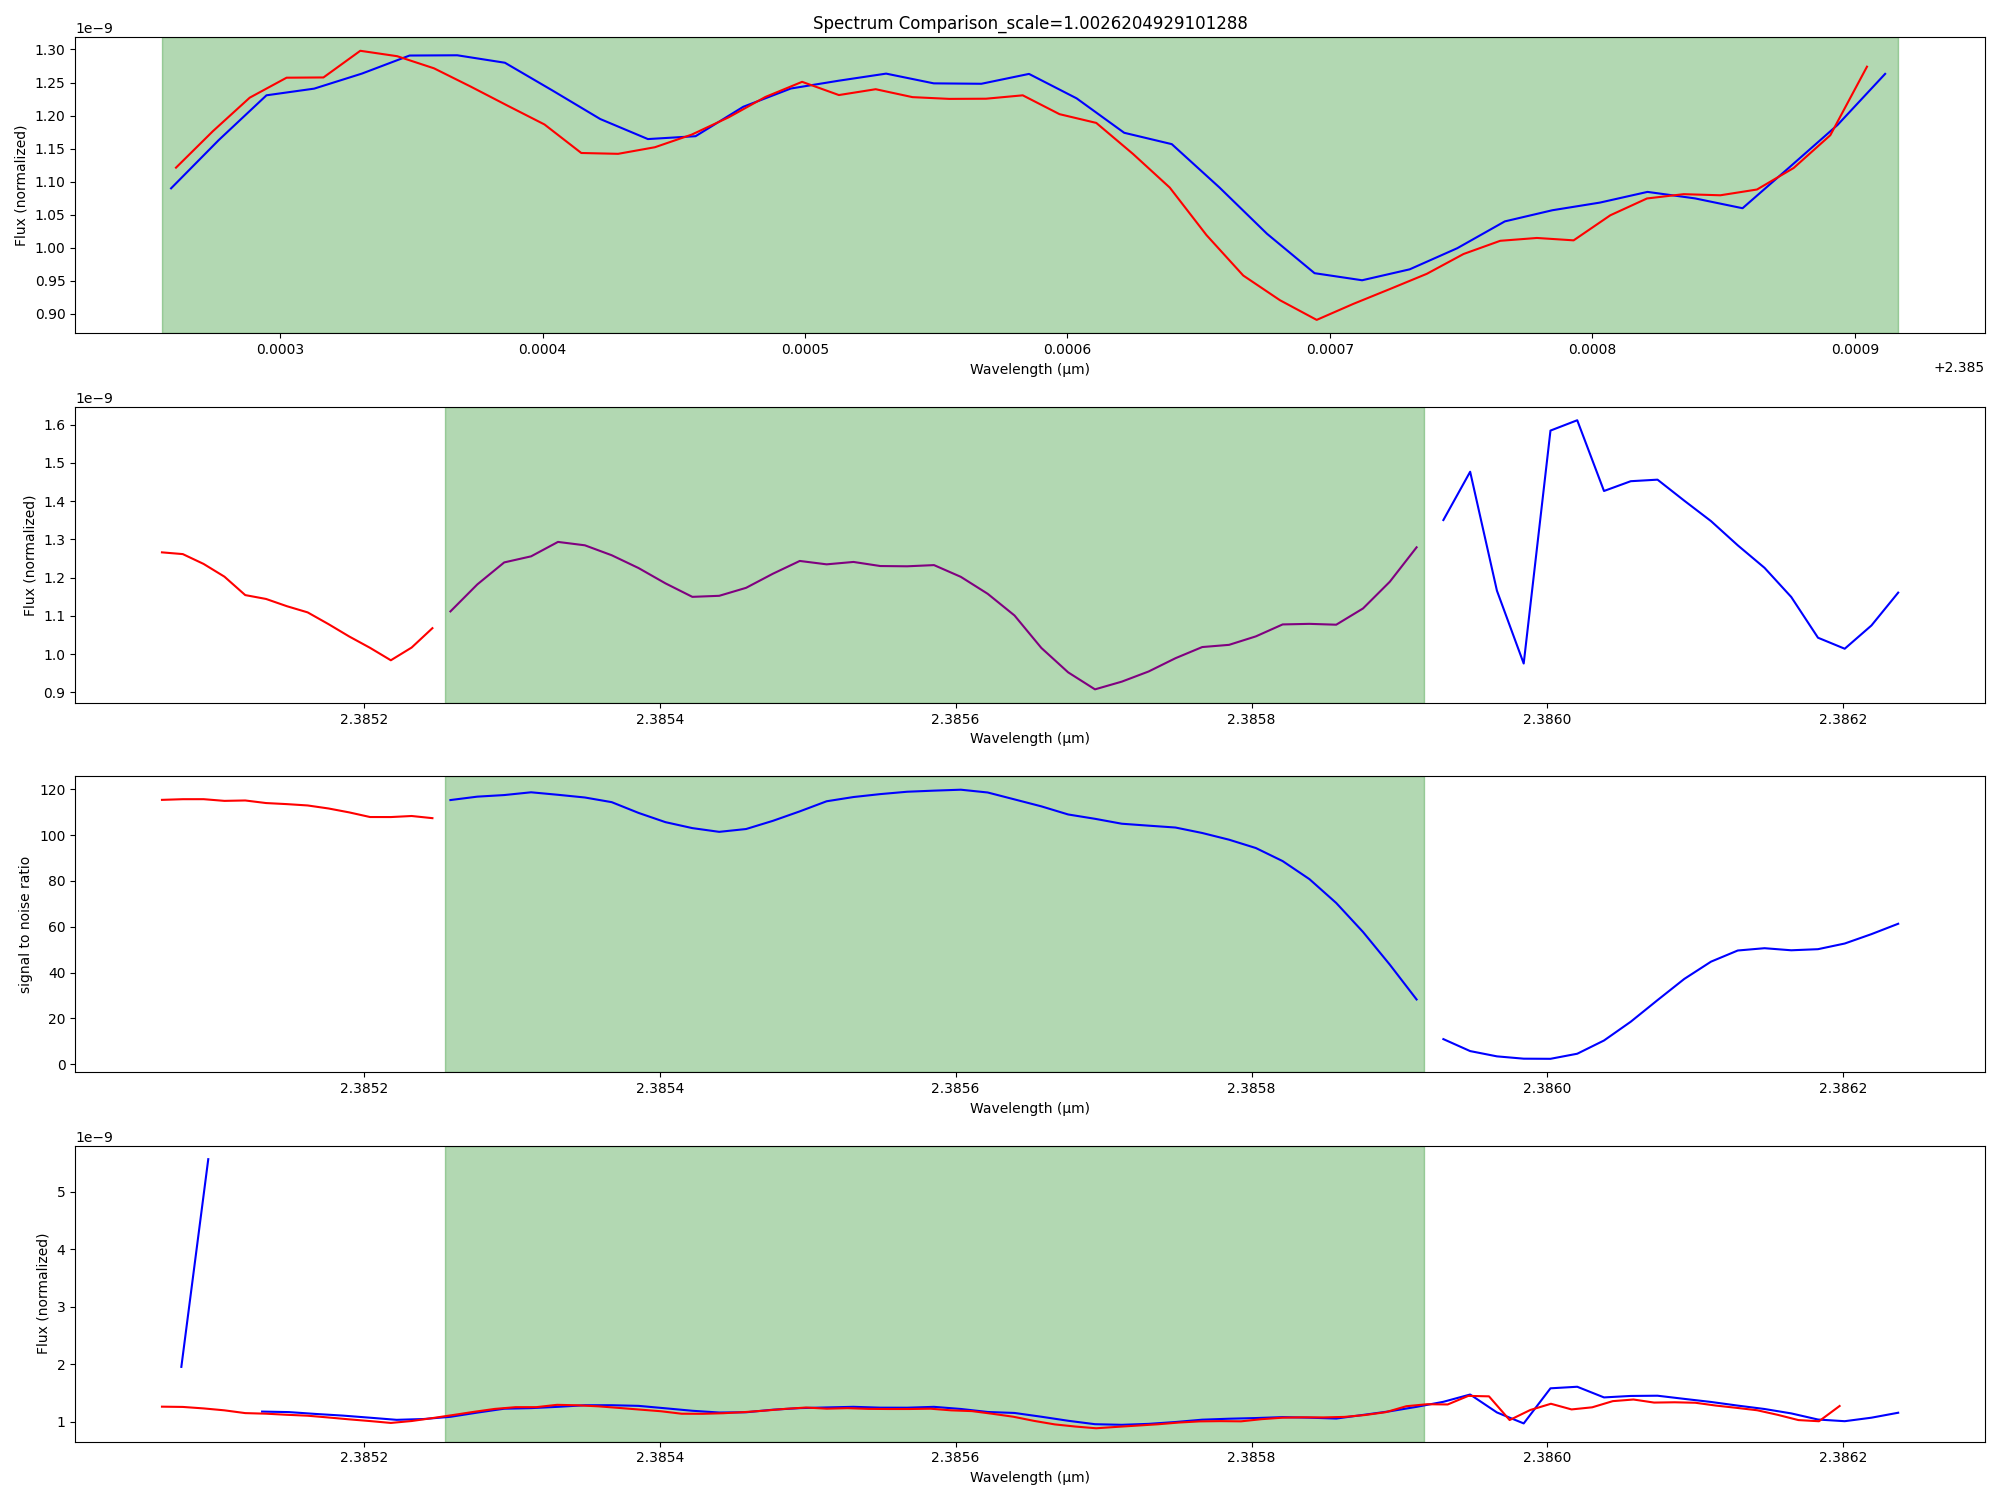 Spectrum Comparison_scale=1.0026204929101288
1e−9
1.30
1.25
1.20
1.15
1.10
1.05
1.00
0.95
0.90
Flux (normalized)
0.0003 0.0004 0.0005 0.0006 0.0007 0.0008 0.0009
+2.385
Wavelength (μm)
1e−9
1.6
1.5
1.4
1.3
1.2
1.1
1.0
0.9
Flux (normalized)
2.3852 2.3854 2.3856 2.3858 2.3860 2.3862
Wavelength (μm)
120
100
80
60
40
20
0
signal to noise ratio
2.3852 2.3854 2.3856 2.3858 2.3860 2.3862
Wavelength (μm)
1e−9
5
4
3
2
1
Flux (normalized)
2.3852 2.3854 2.3856 2.3858 2.3860 2.3862
Wavelength (μm)